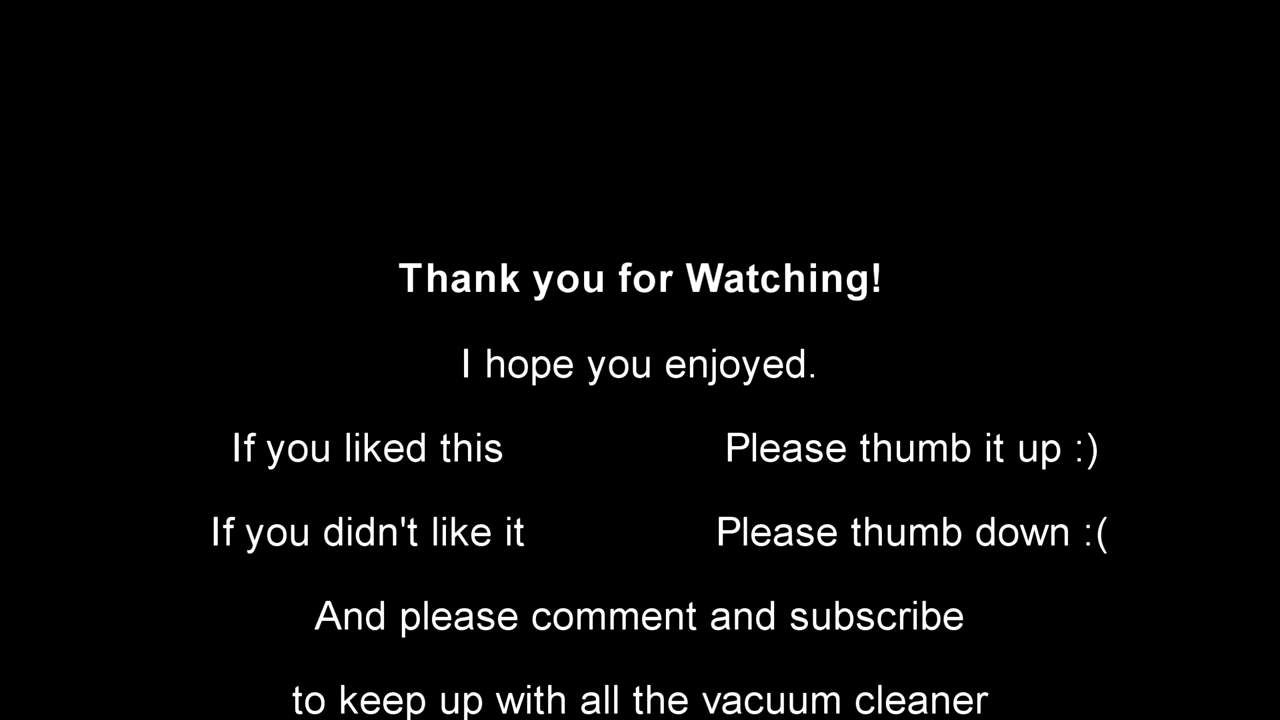 Thank you for Watching!
I hope you enjoyed.
If you liked this Please thumb it up :)
If you didn't like it Please thumb down :(
And please comment and subscribe
to keep up with all the vacuum cleaner